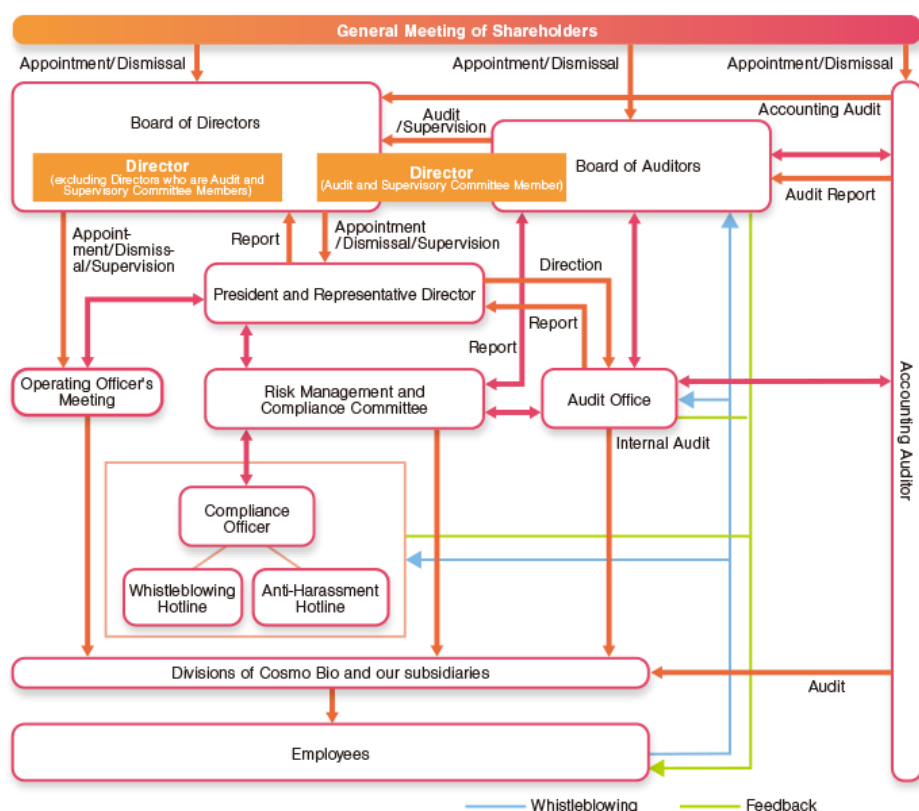 General Meeting of Shareholders
Appointment/Dismissal
Appointment/Dismissal
Appointment/Dismissal
Board of Directors
Audit
/Supervision
Accounting Audit
Director
(excluding Directors who are Audit and
Supervisory Committee Members)
Director
(Audit and Supervisory Committee Member)
Board of Auditors
Audit Report
Appoint-
ment/Dismiss-
al/Supervision
Report
Appointment
/Dismissal/Supervision
Direction
President and Representative Director
Report
Report
Operating Officer's
Meeting
Risk Management and
Compliance Committee
Audit Office
Internal Audit
Accounting Auditor
Compliance
Officer
Whistleblowing
Hotline
Anti-Harassment
Hotline
Divisions of Cosmo Bio and our subsidiaries
Audit
Employees
Whistleblowing
Feedback